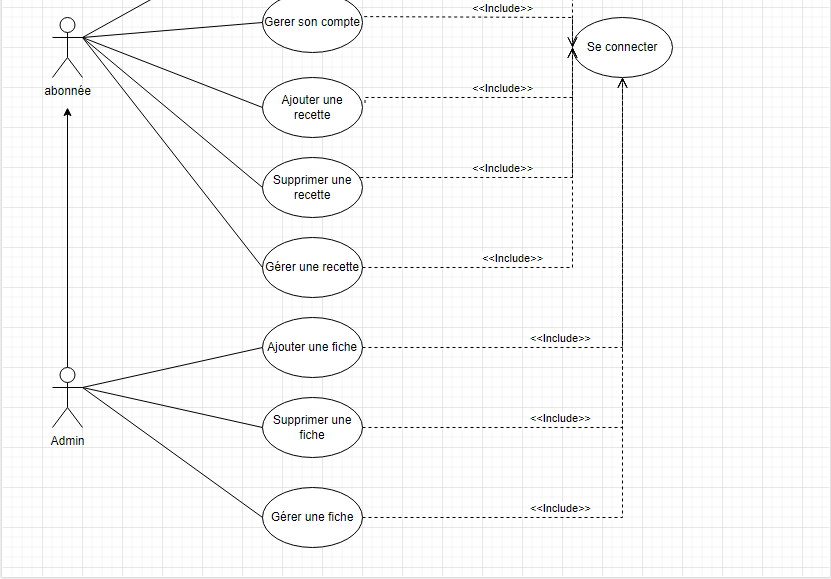 <<Include>>
Gerer son compte
Se connecter
abonnée
<<Include>>
Ajouter une
recette
<<Include>>
Supprimer une
recette
<<Include>>
Gérer une recette
<<Include>>
Ajouter une fiche
<<Include>>
Supprimer une
fiche
Admin
<<Include>>
Gérer une fiche